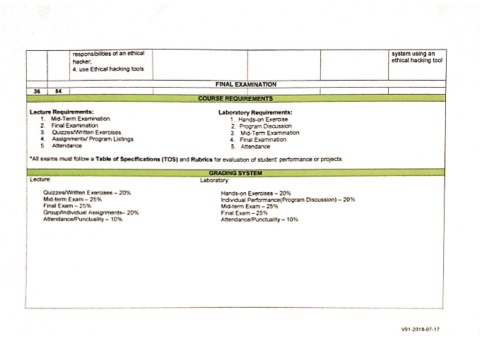 responsibilities of an ethical
hacker;
4. use Ethical hacking tools
system using an
ethical hacking tool
FINAL EXAMINATION
36 54
COURSE REQUIREMENTS
Lecture Requirements:
1. Mid-Term Examination
2. Final Examination
3. Quizzes/Written Exercises
4. Assignments/ Program Listings
5. Attendance
Laboratory Requirements:
1. Hands-on Exercise
2. Program Discussion
3. Mid-Term Examination
4. Final Examination
5. Attendance
*All exams must follow a Table of Specifications (TOS) and Rubrics for evaluation of student' performance or projects.
GRADING SYSTEM
Lecture:
Quizzes/Written Exercises – 20%
Mid-term Exam – 25%
Final Exam – 25%
Group/Individual Assignments– 20%
Attendance/Punctuality – 10%
Laboratory:
Hands-on Exercises – 20%
Individual Performance(Program Discussion) – 20%
Mid-term Exam – 25%
Final Exam – 25%
Attendance/Punctuality – 10%
VS1-2018-07-17